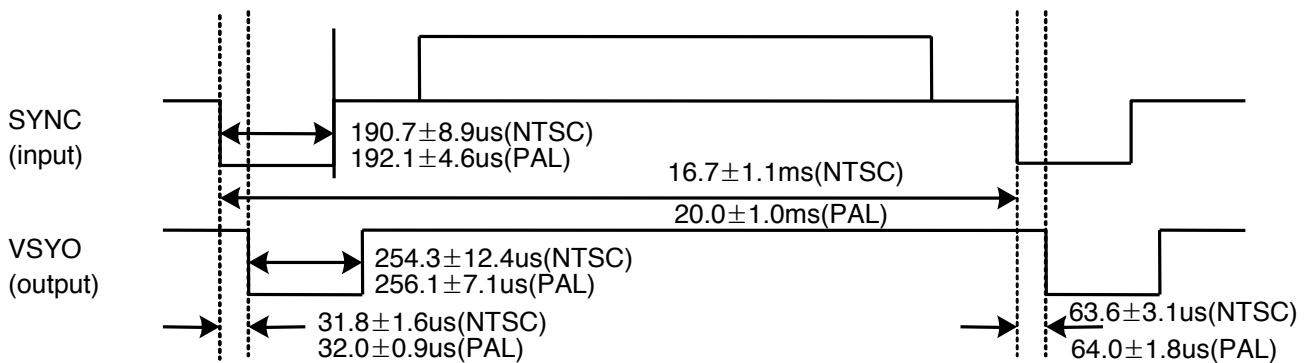 SYNC
(input)
190.7±8.9us(NTSC)
192.1±4.6us(PAL)
16.7±1.1ms(NTSC)
20.0±1.0ms(PAL)
VSYO
(output)
254.3±12.4us(NTSC)
256.1±7.1us(PAL)
31.8±1.6us(NTSC)
32.0±0.9us(PAL)
63.6±3.1us(NTSC)
64.0±1.8us(PAL)